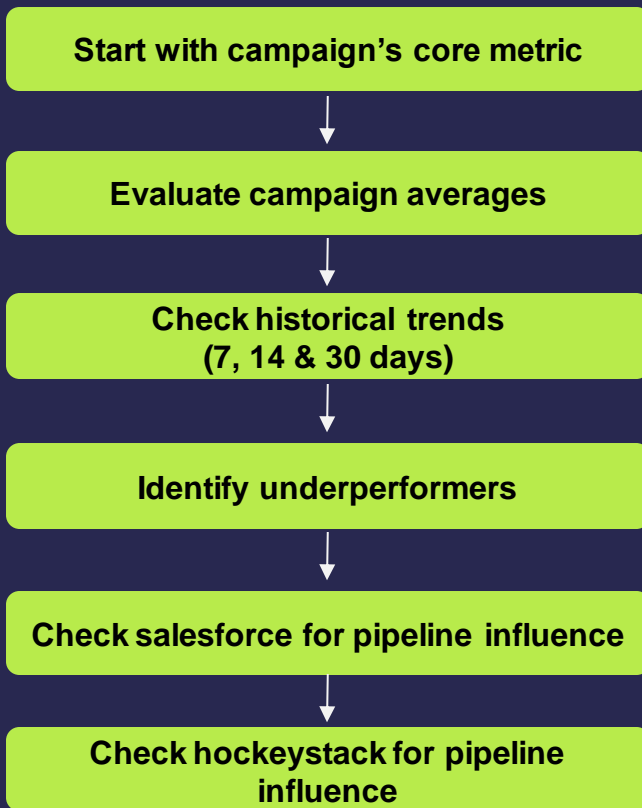 Start with campaign’s core metric
Evaluate campaign averages
Check historical trends
(7, 14 & 30 days)
Identify underperformers
Check salesforce for pipeline influence
Check hockeystack for pipeline
influence